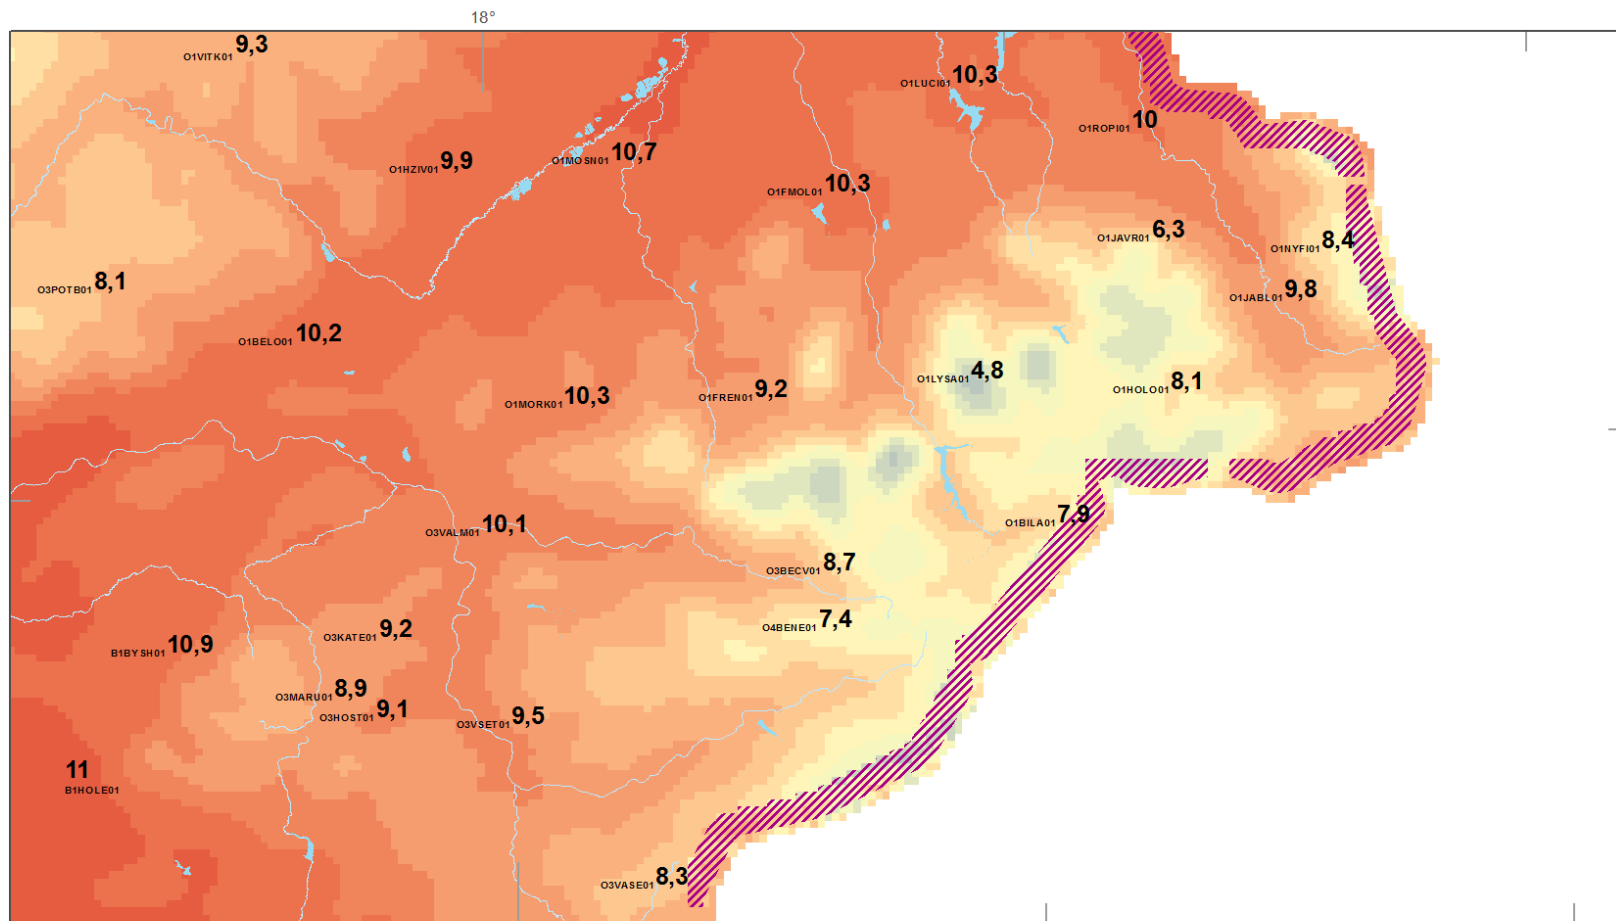 18°
O1VITK01 9,3
O1LUCI01 10,3
O1ROPI01 10
O1HZIV01 9,9
O1MOSN01 10,7
O1FMOL01 10,3
O1JAVR01 6,3
O1NYFI01 8,4
O3POTB01 8,1
O1JABL01 9,8
O1BELO01 10,2
O1LYSA01 4,8
O1HOLO01 8,1
O1MORK01 10,3
O1FREN01 9,2
O3VALM01 10,1
O1BILA01 7,9
O3BECV01 8,7
O4BENE01 7,4
O3KATE01 9,2
B1BYSH01 10,9
O3MARU01 8,9
O3HOST01 9,1
O3VSET01 9,5
11
B1HOLE01
O3VASE01 8,3